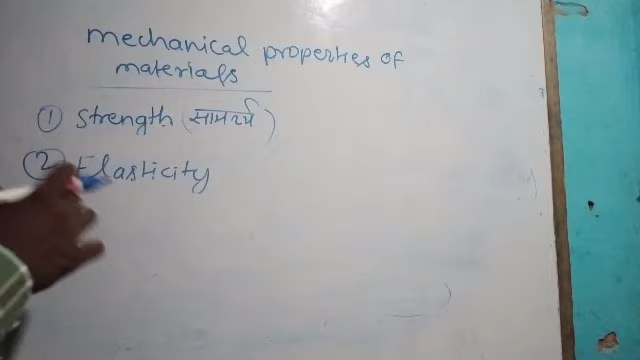 mechanical properties of
materials
① Strength (सामर्थ्य)
② Elasticity